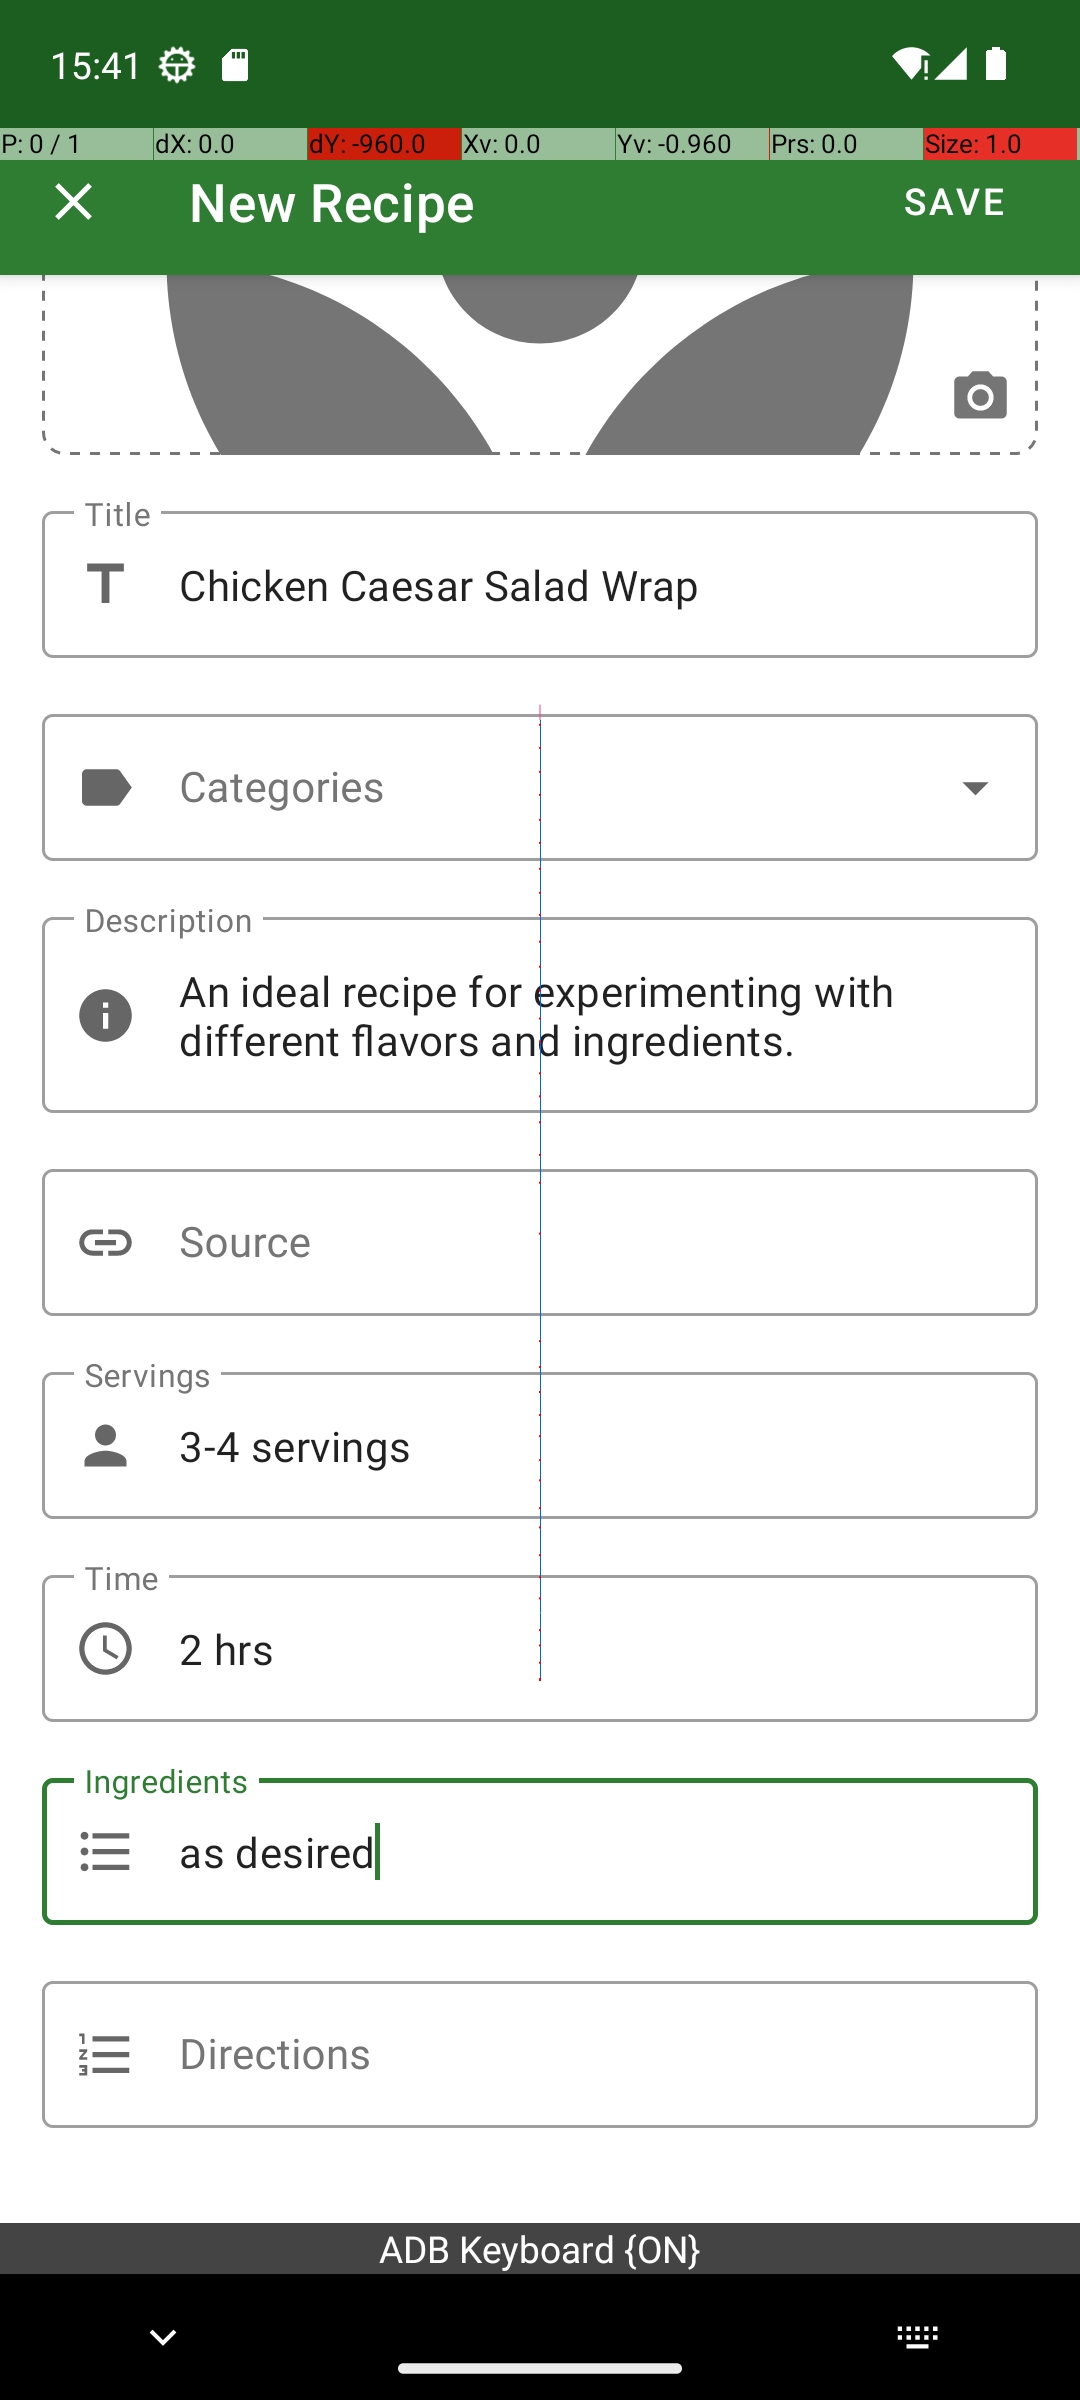 15:41
P: 0 / 1 dX: 0.0 dY: -960.0 Xv: 0.0 Yv: -0.960 Prs: 0.0 Size: 1.0
New Recipe SAVE
Title
Chicken Caesar Salad Wrap
Categories
Description
An ideal recipe for experimenting with
different flavors and ingredients.
Source
Servings
3-4 servings
Time
2 hrs
Ingredients
as desired
Directions
ADB Keyboard {ON}